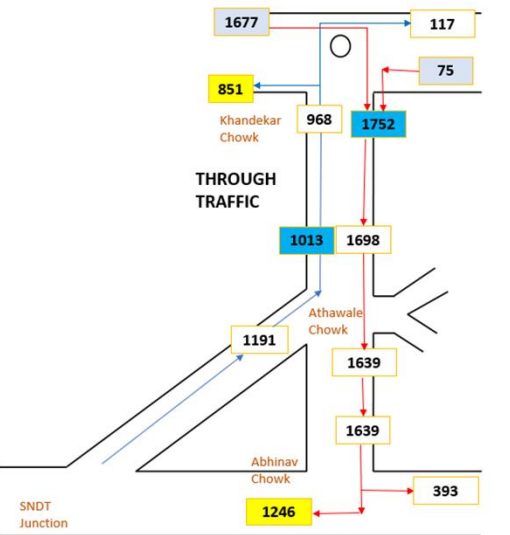 1677
117
75
851
968
1752
Khandekar
Chowk
THROUGH
TRAFFIC
1013
1698
Athawale
Chowk
1191
1639
1639
Abhinav
Chowk
393
1246
SNDT
Junction